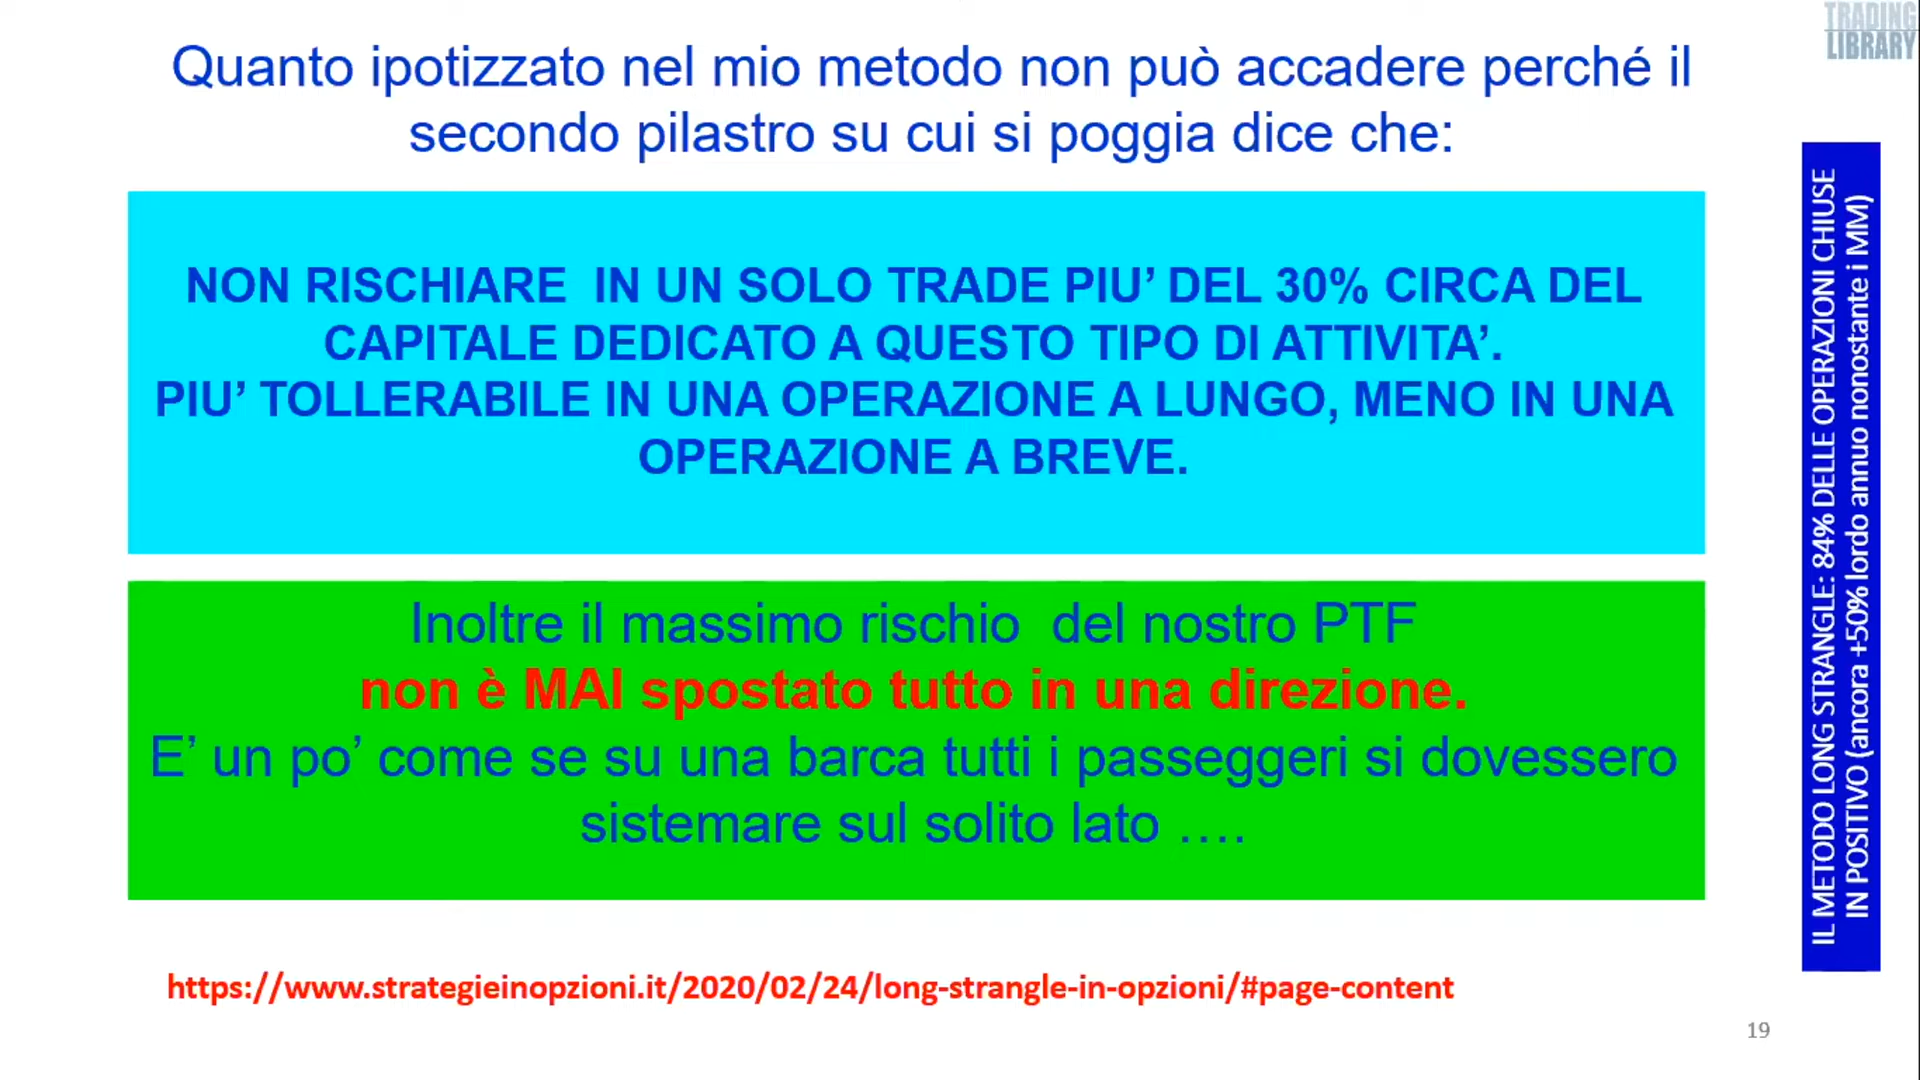 TRADING
LIBRARY
Quanto ipotizzato nel mio metodo non può accadere perché il
secondo pilastro su cui si poggia dice che:
NON RISCHIARE  IN UN SOLO TRADE PIU’ DEL 30% CIRCA DEL
CAPITALE DEDICATO A QUESTO TIPO DI ATTIVITA’.
PIU’ TOLLERABILE IN UNA OPERAZIONE A LUNGO, MENO IN UNA
OPERAZIONE A BREVE.
Inoltre il massimo rischio  del nostro PTF
non è MAI spostato tutto in una direzione.
E’ un po’ come se su una barca tutti i passeggeri si dovessero
sistemare sul solito lato ....
IL METODO LONG STRANGLE: 84% DELLE OPERAZIONI CHIUSE
IN POSITIVO (ancora +50% lordo annuo nonostante i MM)
https://www.strategieinopzioni.it/2020/02/24/long-strangle-in-opzioni/#page-content
19